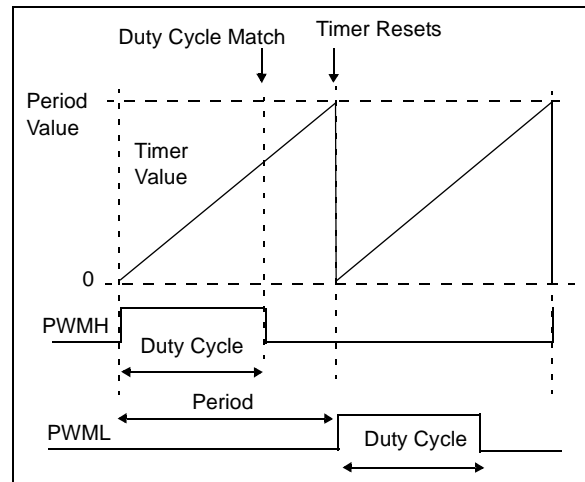 Duty Cycle Match
Timer Resets
Period
Value
Timer
Value
0
PWMH
Duty Cycle
Period
PWML
Duty Cycle